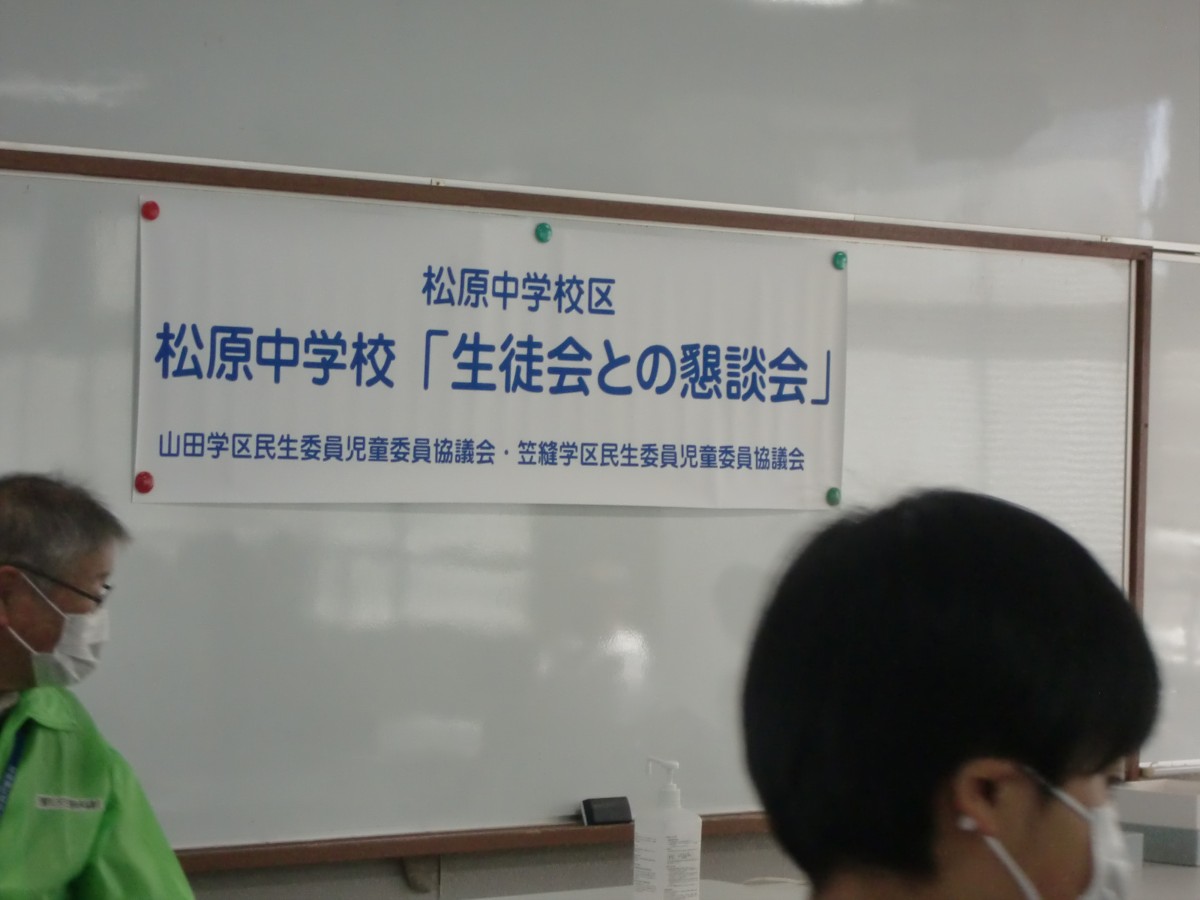 松原中学校区
松原中学校「生徒会との懇談会」
山田学区民生委員児童委員協議会・笠縫学区民生委員児童委員協議会